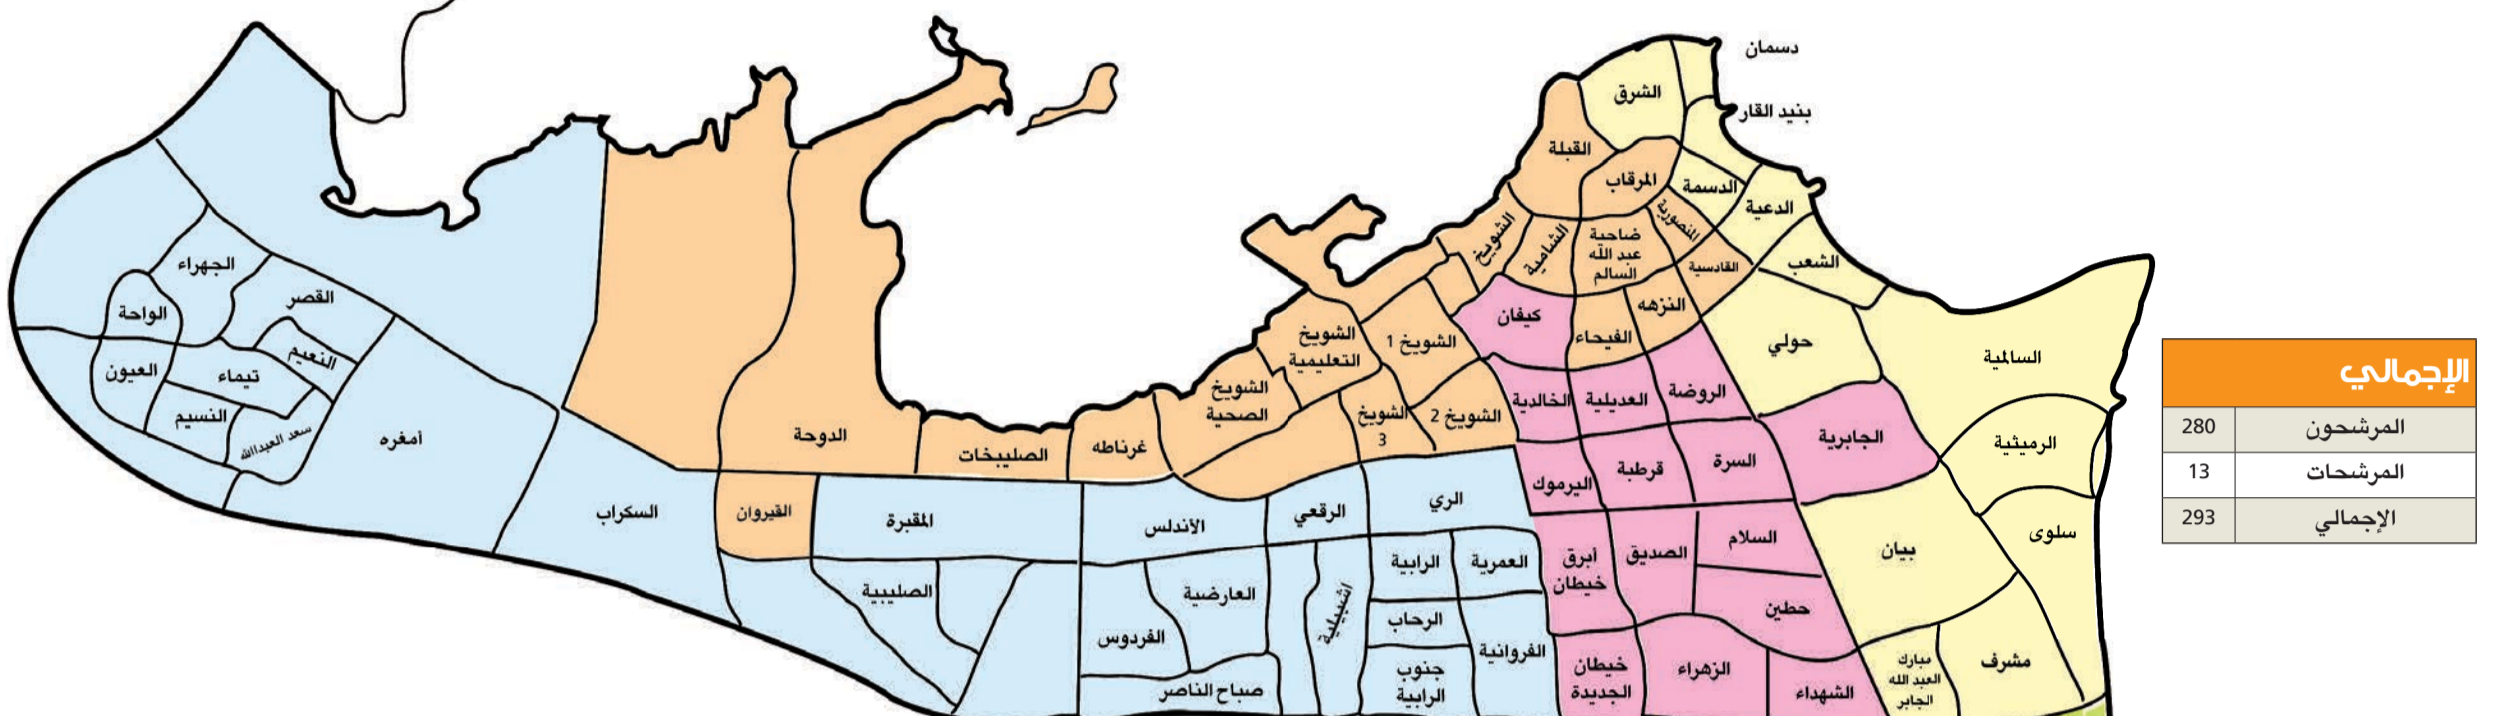 دسمان
الشرق
بنيد القار
القبلة
المرقاب
الدسمة
الدعية
المنصورية
الشويخ
الشامية
ضاحية
عبد الله
السالم
القادسية
الشعب
الجهراء
القصر
الواحة
النعيم
العيون
تيماء
النسيم
سعد العبدالله
أمغره
السكراب
الدوحة
الصليبخات
غرناطه
الشويخ
التعليمية
الشويخ
الصحية
الشويخ 1
الشويخ 2
الشويخ
3
كيفان
الفيحاء
النزهه
حولي
السالمية
الخالدية
العديلية
الروضة
الجابرية
الرميثية
اليرموك
قرطبة
السرة
القيروان
المقبرة
الأندلس
الرقعي
الري
سلوى
بيان
السلام
الصديق
أبرق
خيطان
العمرية
الرابية
حطين
الصليبية
العارضية
اشبيلية
الرحاب
الفردوس
الفروانية
صباح الناصر
جنوب
الرابية
خيطان
الجديدة
الزهراء
الشهداء
مبارك
العبد الله
الجابر
مشرف
الإجمالي
المرشحون 280
المرشحات 13
الإجمالي 293